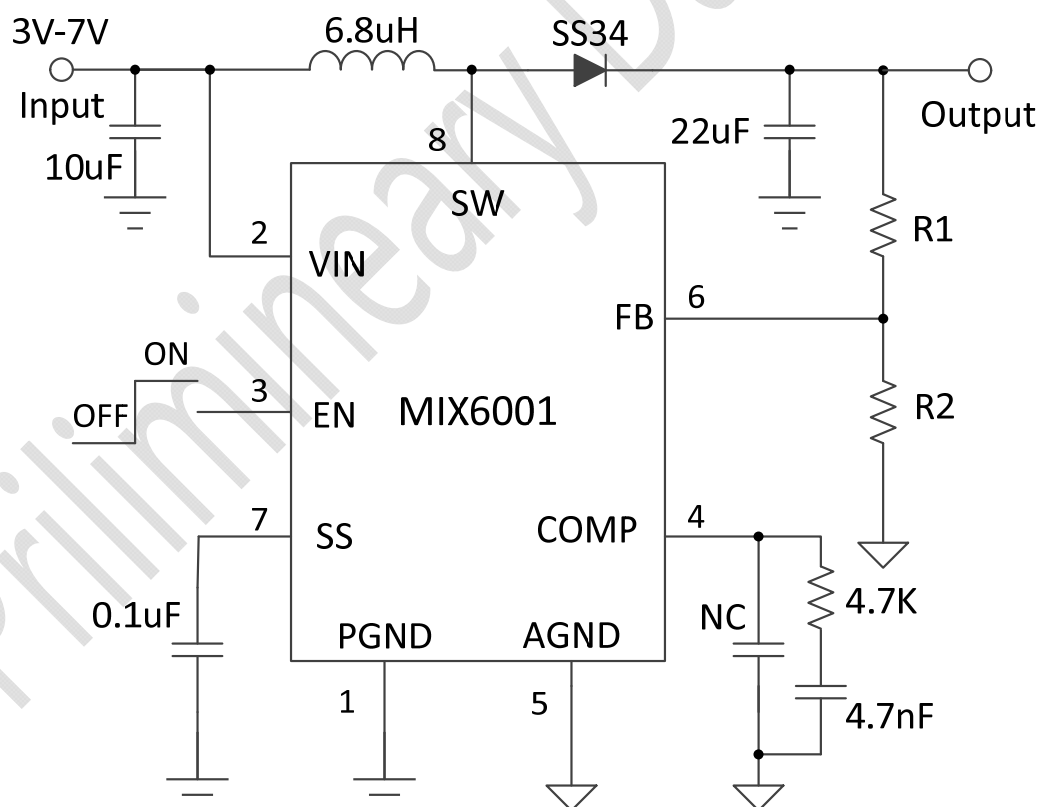 3V-7V
6.8uH
SS34
Input
Output
10uF
8
22uF
SW
2
VIN
R1
6
FB
ON
3
OFF
EN
MIX6001
R2
7
SS
COMP
4
0.1uF
NC
4.7K
PGND
AGND
1
5
4.7nF
Prilimineary